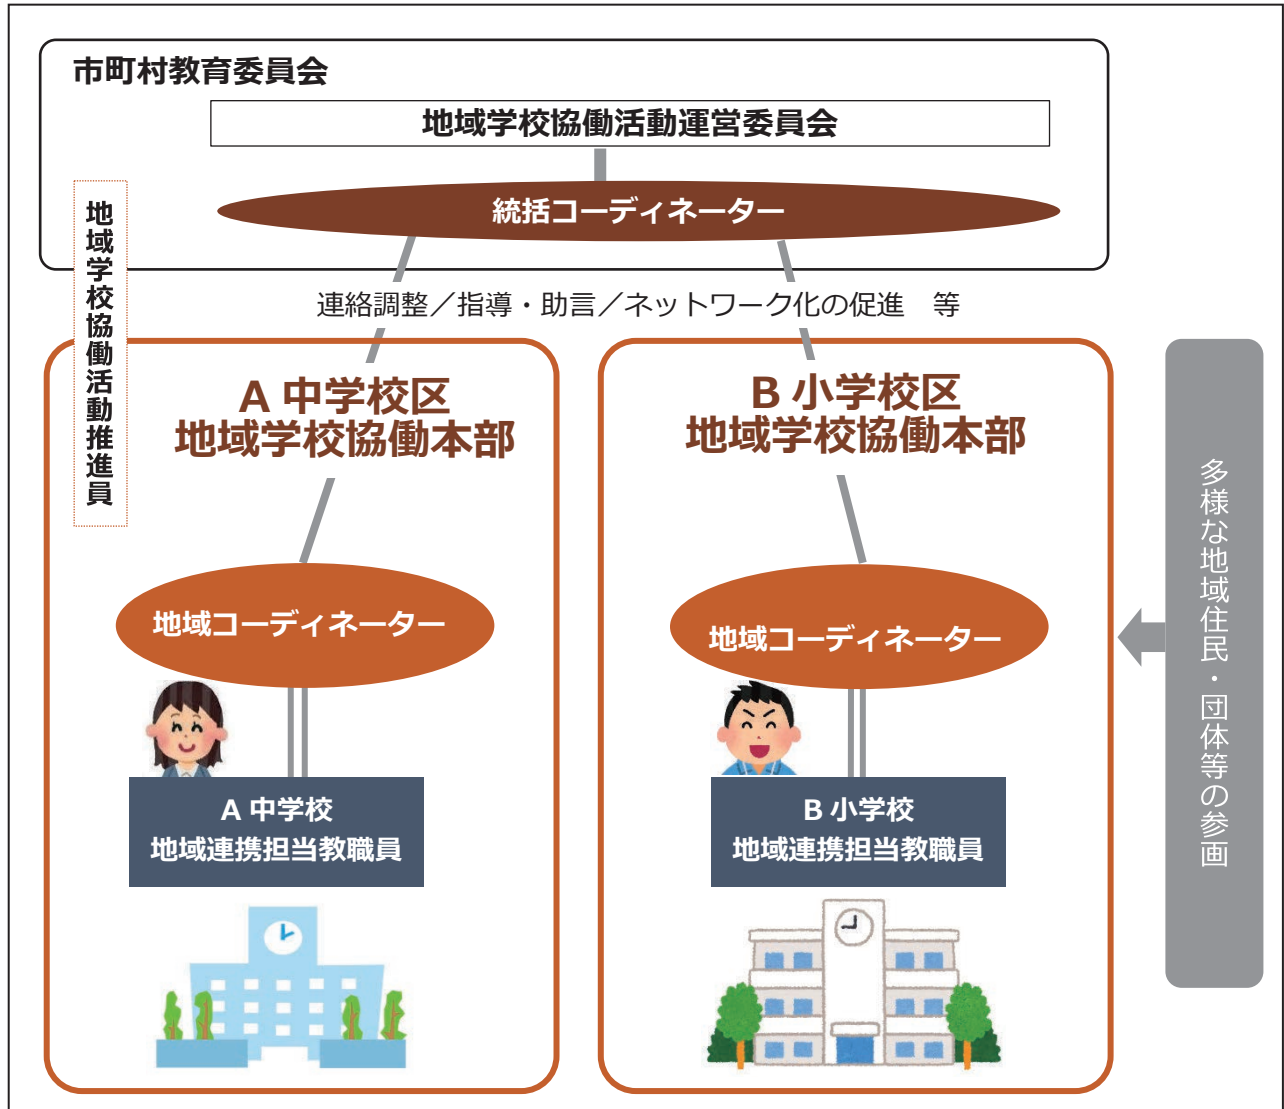 市町村教育委員会
地域学校協働活動運営委員会
統括コーディネーター
地域学校協働活動推進員
連絡調整／指導・助言／ネットワーク化の促進　等
A 中学校区
地域学校協働本部
B 小学校区
地域学校協働本部
地域コーディネーター
地域コーディネーター
A 中学校
地域連携担当教職員
B 小学校
地域連携担当教職員
多様な地域住民・団体等の参画